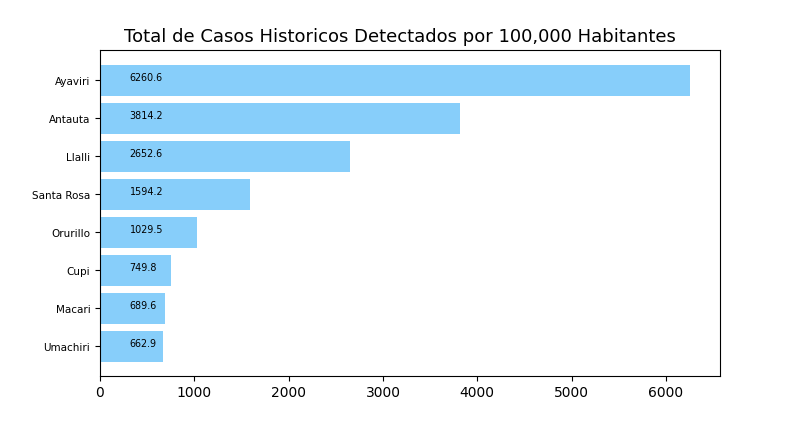 Total de Casos Historicos Detectados por 100,000 Habitantes
Ayaviri 6260.6
Antauta 3814.2
Llalli 2652.6
Santa Rosa 1594.2
Orurillo 1029.5
Cupi 749.8
Macari 689.6
Umachiri 662.9
0 1000 2000 3000 4000 5000 6000